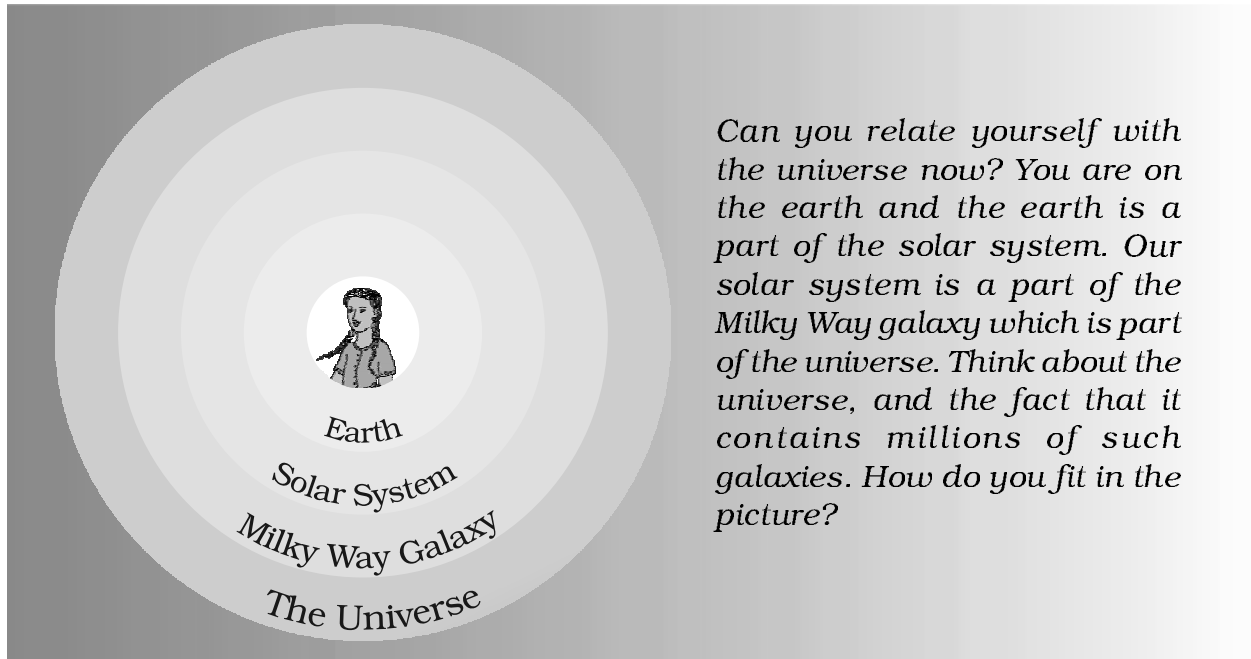 Earth
Solar System
Milky Way Galaxy
The Universe
Can you relate yourself with
the universe now? You are on
the earth and the earth is a
part of the solar system. Our
solar system is a part of the
Milky Way galaxy which is part
of the universe. Think about the
universe, and the fact that it
contains millions of such
galaxies. How do you fit in the
picture?